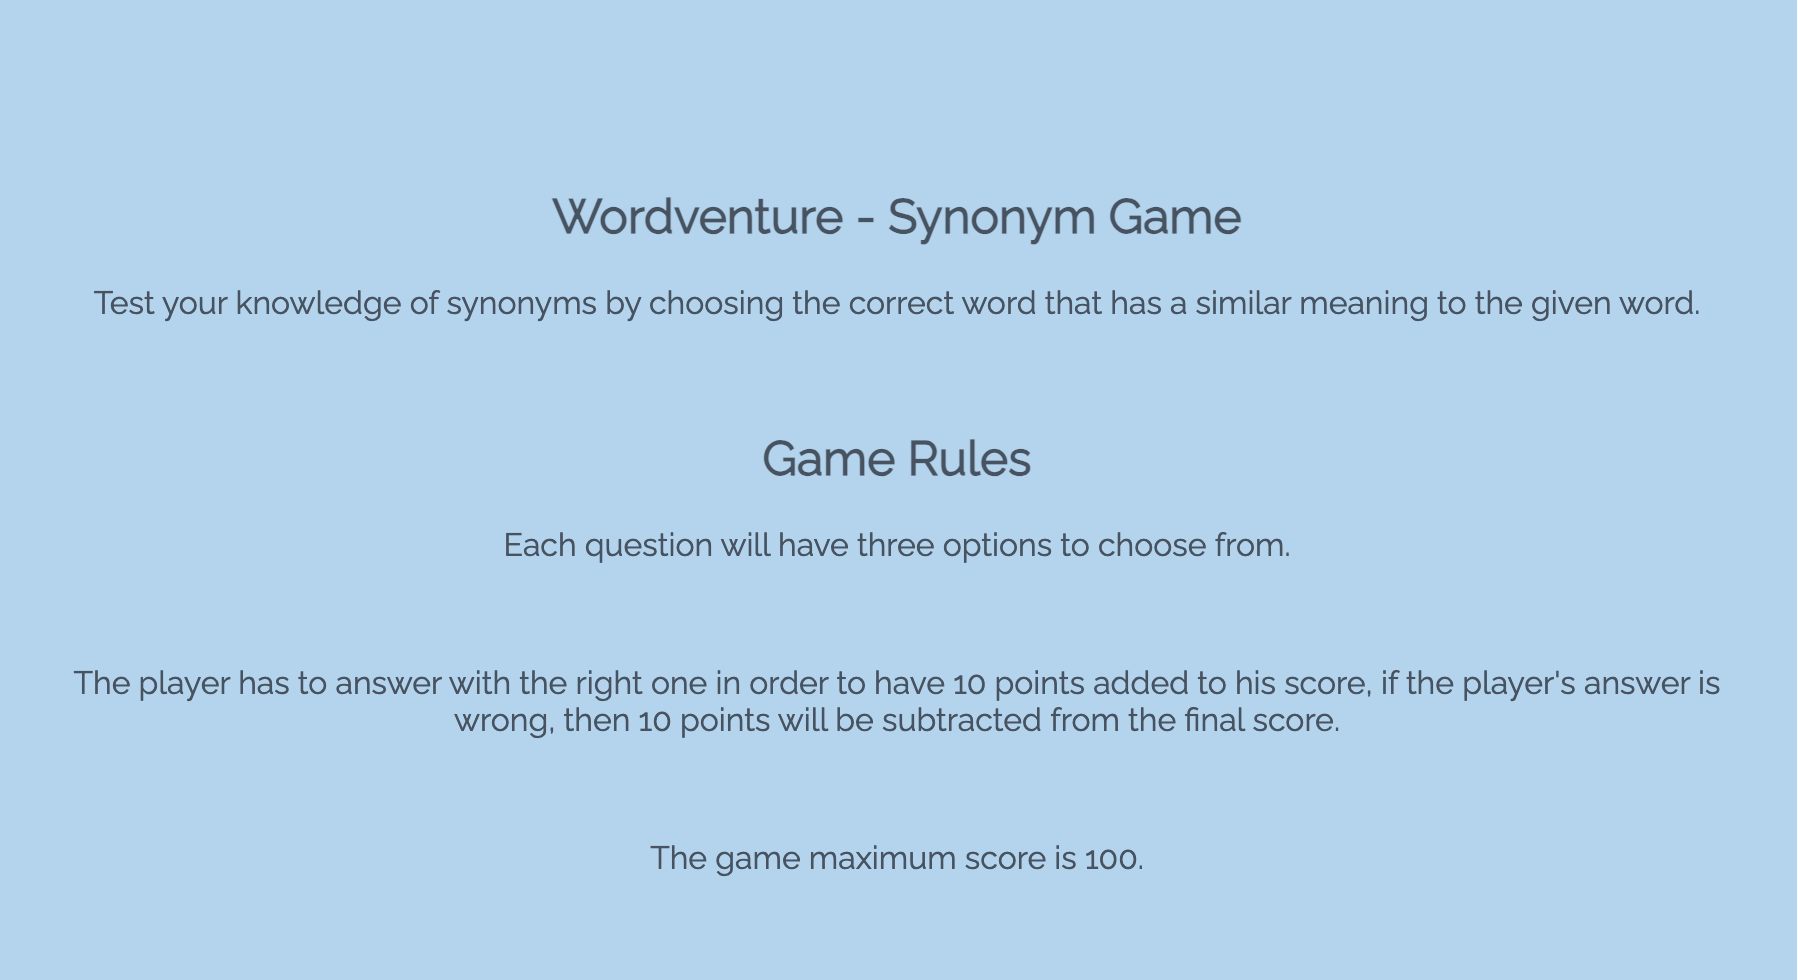 Wordventure - Synonym Game
Test your knowledge of synonyms by choosing the correct word that has a similar meaning to the given word.
Game Rules
Each question will have three options to choose from.
The player has to answer with the right one in order to have 10 points added to his score, if the player's answer is
wrong, then 10 points will be subtracted from the final score.
The game maximum score is 100.